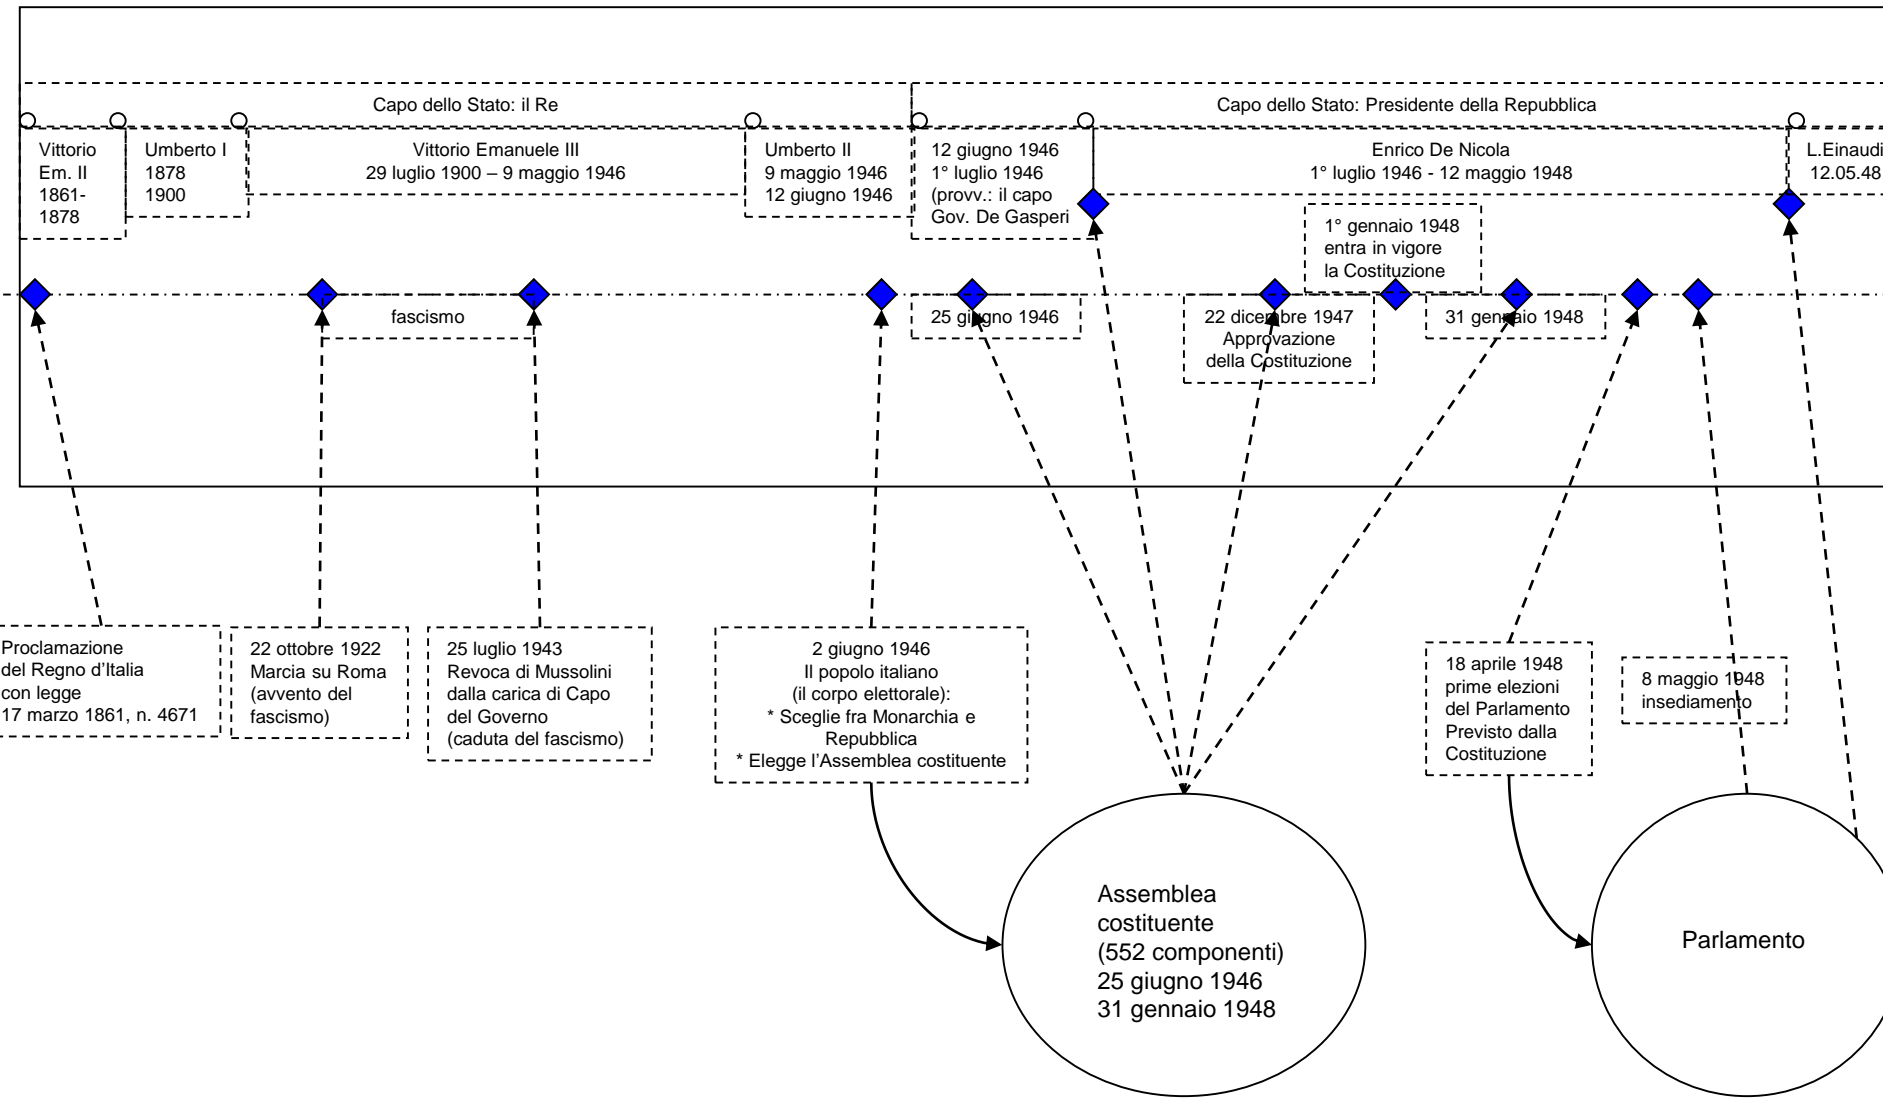 Capo dello Stato: il Re
Capo dello Stato: Presidente della Repubblica
Vittorio
Em. II
1861-
1878
Umberto I
1878
1900
Vittorio Emanuele III
29 luglio 1900 – 9 maggio 1946
Umberto II
9 maggio 1946
12 giugno 1946
12 giugno 1946
1° luglio 1946
(provv.: il capo
Gov. De Gasperi
Enrico De Nicola
1° luglio 1946 - 12 maggio 1948
L.Einaudi
12.05.48
1° gennaio 1948
entra in vigore
la Costituzione
fascismo
25 giugno 1946
22 dicembre 1947
Approvazione
della Costituzione
31 gennaio 1948
Proclamazione
del Regno d’Italia
con legge
17 marzo 1861, n. 4671
22 ottobre 1922
Marcia su Roma
(avvento del
fascismo)
25 luglio 1943
Revoca di Mussolini
dalla carica di Capo
del Governo
(caduta del fascismo)
2 giugno 1946
Il popolo italiano
(il corpo elettorale):
* Sceglie fra Monarchia e
Repubblica
* Elegge l’Assemblea costituente
18 aprile 1948
prime elezioni
del Parlamento
Previsto dalla
Costituzione
8 maggio 1948
insediamento
Assemblea
costituente
(552 componenti)
25 giugno 1946
31 gennaio 1948
Parlamento